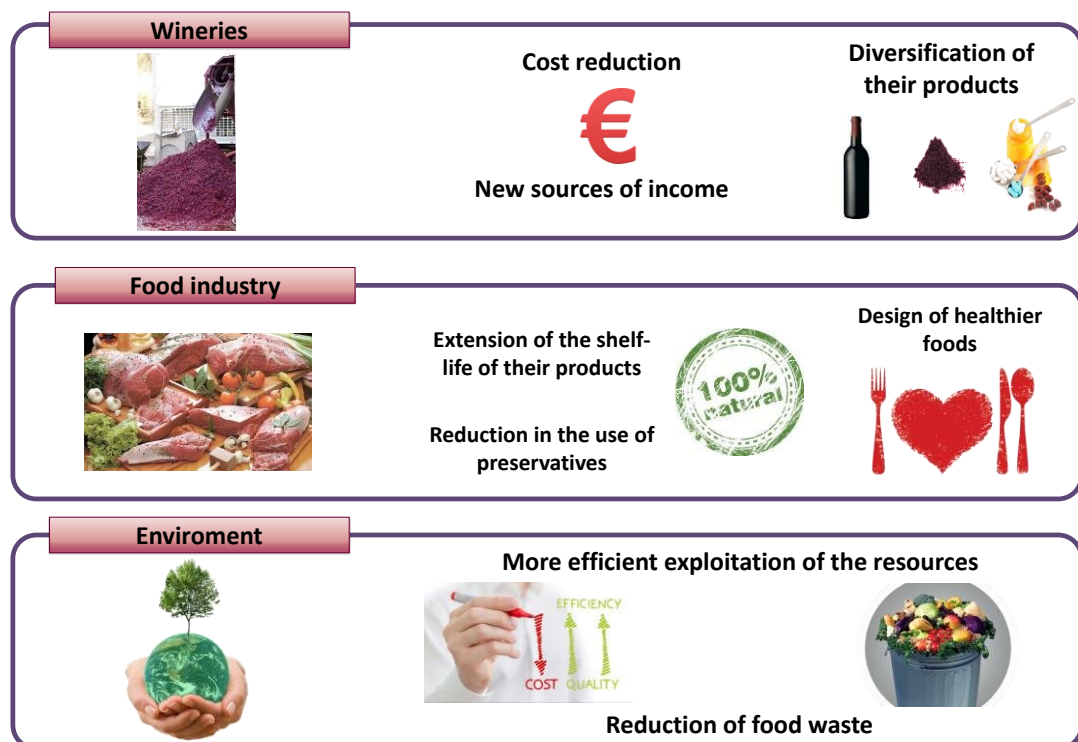 Wineries
Cost reduction
€
New sources of income
Diversification of
their products
Food industry
Extension of the shelf-
life of their products
Reduction in the use of
preservatives
100%
natural
Design of healthier
foods
Enviroment
More efficient exploitation of the resources
EFFICIENCY
COST QUALITY
Reduction of food waste